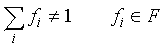 ∑_i f_i ≠ 1   f_i ∈ F